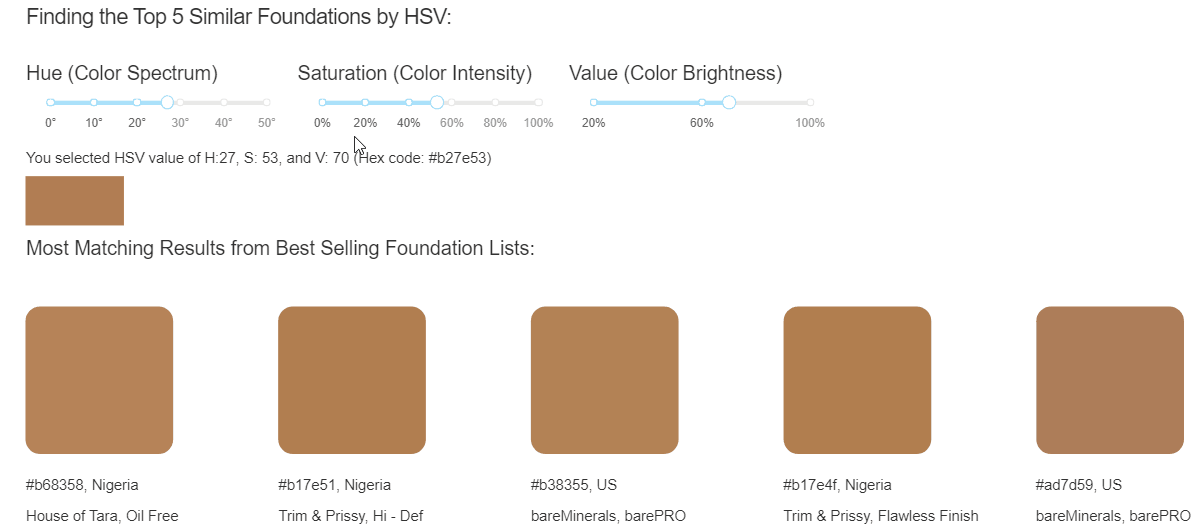 Finding the Top 5 Similar Foundations by HSV:
Hue (Color Spectrum) Saturation (Color Intensity) Value (Color Brightness)
0° 10° 20° 30° 40° 50° 0% 20% 40% 60% 80% 100% 20% 60% 100%
You selected HSV value of H:27, S: 53, and V: 70 (Hex code: #b27e53)
Most Matching Results from Best Selling Foundation Lists:
#b68358, Nigeria #b17e51, Nigeria #b38355, US #b17e4f, Nigeria #ad7d59, US
House of Tara, Oil Free Trim & Prissy, Hi - Def bareMinerals, barePRO Trim & Prissy, Flawless Finish bareMinerals, barePRO